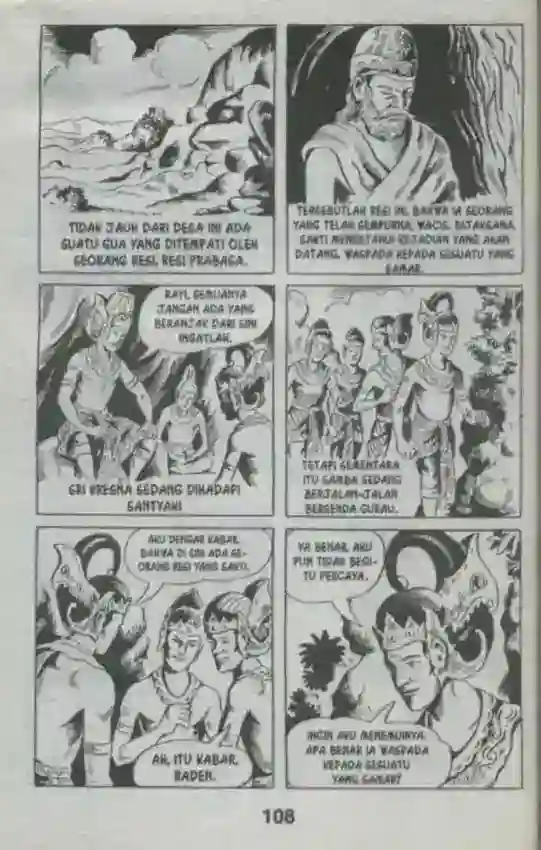 TIDAK JAUH DARI DESA INI ADA
SUATU GUA YANG DITEMPATI OLEH
SEORANG RESI, RESI PRABAGA.
TERSEBUTLAH RESI INI, BAHWA IA SEORANG
YANG TELAH SEMPURNA, WACIS,
SAKTI MENGETAHUI KEJADIAN YANG AKAN
DATANG, WASPADA KEPADA SESUATU YANG
SAMAR.
RAYI, SEMUANYA
JANGAN ADA YANG
BERANJAK DARI SINI
INGATLAH.
SRI KRESNA SEDANG DIHADAPI
SANTYAKI
TETAPI SEMENTARA
ITU SAMBA SEDANG
BERJALAN-JALAN
BERSENDA GURAU.
AKU DENGAR KABAR,
BAHWA DI SINI ADA SE-
ORANG RESI YANG SAKTI.
AH, ITU KABAR,
RADEN.
YA BENAR, AKU
PUN TIDAK BEGI-
TU PERCAYA.
INGIN AKU MENEMUINYA.
APA BENAR IA WASPADA
KEPADA SESUATU
YANG SAMAR?
108